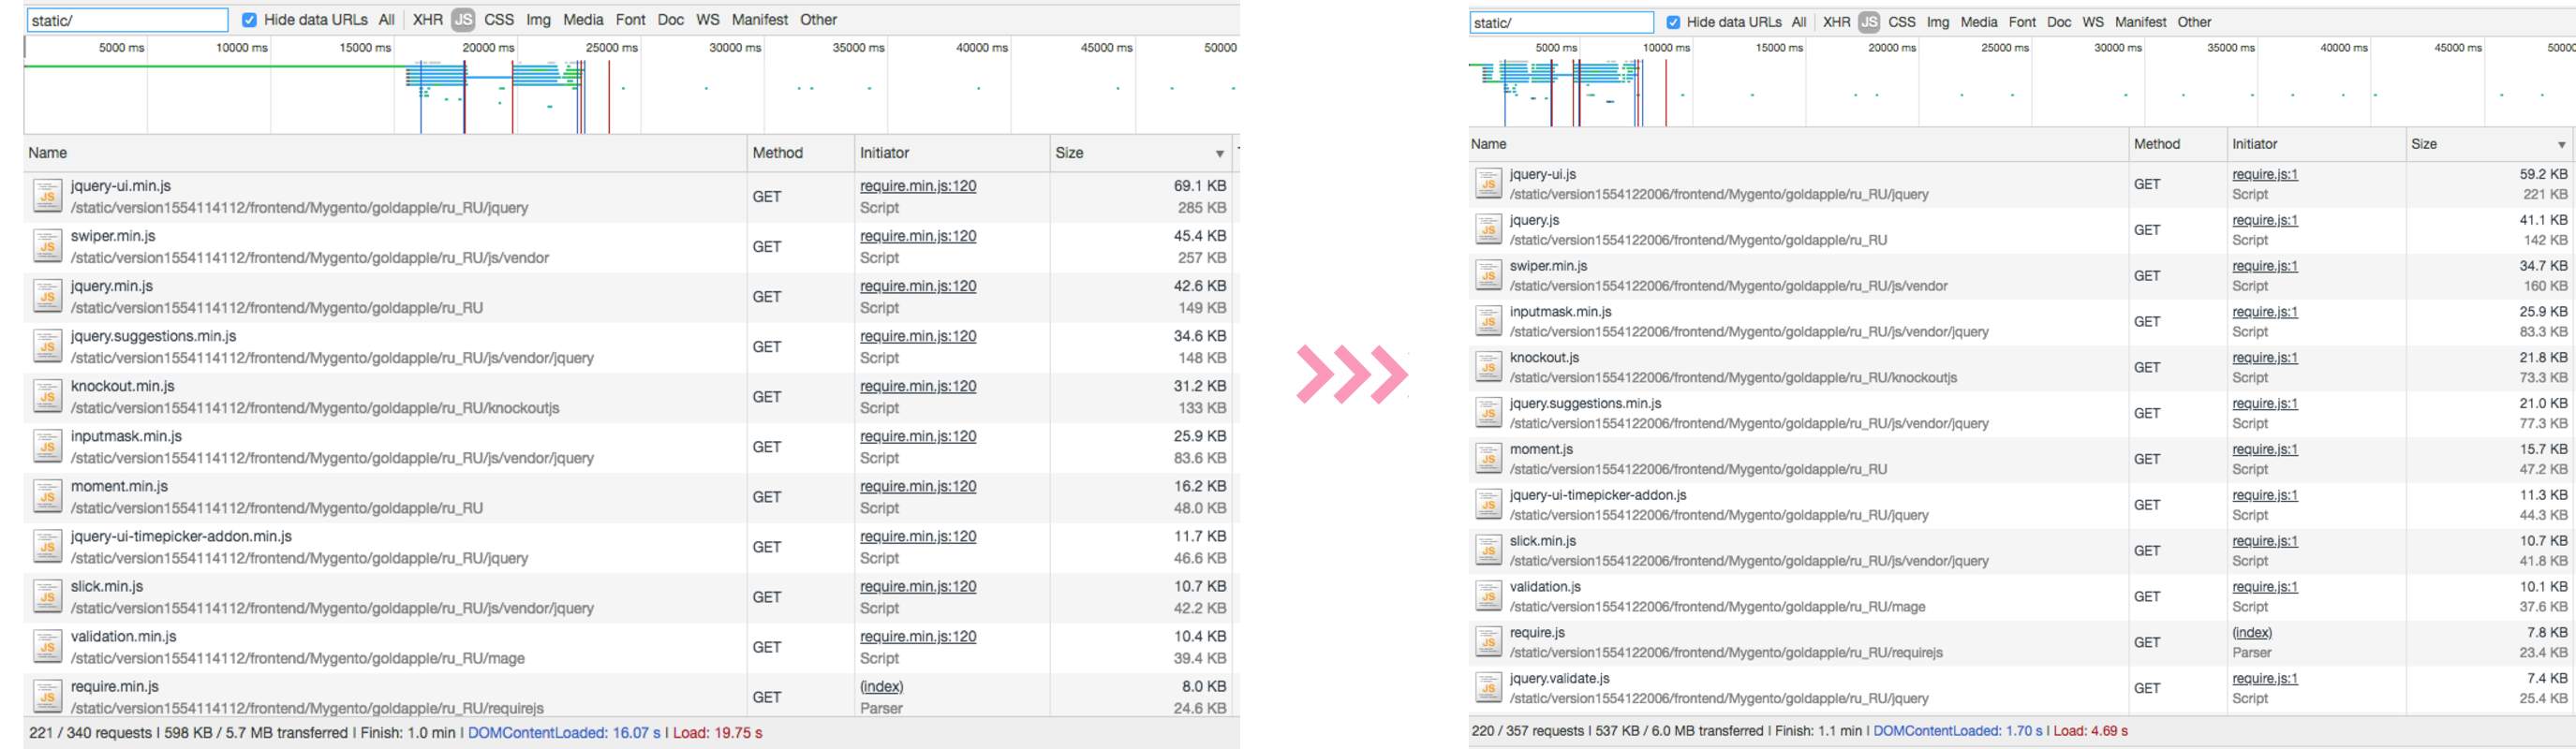 static/ Hide data URLs All XHR JS CSS Img Media Font Doc WS Manifest Other
5000 ms 10000 ms 15000 ms 20000 ms 25000 ms 30000 ms 35000 ms 40000 ms 45000 ms 50000
Name Method Initiator Size
jquery-ui.min.js require.min.js:120 69.1 KB
JS GET
/static/version1554114112/frontend/Mygento/goldapple/ru_RU/jquery Script 285 KB
swiper.min.js require.min.js:120 45.4 KB
JS GET
/static/version1554114112/frontend/Mygento/goldapple/ru_RU/js/vendor Script 257 KB
jquery.min.js require.min.js:120 42.6 KB
JS GET
/static/version1554114112/frontend/Mygento/goldapple/ru_RU Script 149 KB
jquery.suggestions.min.js require.min.js:120 34.6 KB
JS GET
/static/version1554114112/frontend/Mygento/goldapple/ru_RU/js/vendor/jquery Script 148 KB
knockout.min.js require.min.js:120 31.2 KB
JS GET
/static/version1554114112/frontend/Mygento/goldapple/ru_RU/knockoutjs Script 133 KB
inputmask.min.js require.min.js:120 25.9 KB
JS GET
/static/version1554114112/frontend/Mygento/goldapple/ru_RU/js/vendor/jquery Script 83.6 KB
moment.min.js require.min.js:120 16.2 KB
JS GET
/static/version1554114112/frontend/Mygento/goldapple/ru_RU Script 48.0 KB
jquery-ui-timepicker-addon.min.js require.min.js:120 11.7 KB
JS GET
/static/version1554114112/frontend/Mygento/goldapple/ru_RU/jquery Script 46.6 KB
slick.min.js require.min.js:120 10.7 KB
JS GET
/static/version1554114112/frontend/Mygento/goldapple/ru_RU/js/vendor/jquery Script 42.2 KB
validation.min.js require.min.js:120 10.4 KB
JS GET
/static/version1554114112/frontend/Mygento/goldapple/ru_RU/mage Script 39.4 KB
require.min.js (index) 8.0 KB
JS GET
/static/version1554114112/frontend/Mygento/goldapple/ru_RU/requirejs Parser 24.6 KB
221 / 340 requests | 598 KB / 5.7 MB transferred | Finish: 1.0 min | DOMContentLoaded: 16.07 s | Load: 19.75 s
static/ Hide data URLs All XHR JS CSS Img Media Font Doc WS Manifest Other
5000 ms 10000 ms 15000 ms 20000 ms 25000 ms 30000 ms 35000 ms 40000 ms 45000 ms 50000
Name Method Initiator Size
jquery-ui.js require.js:1 59.2 KB
JS GET
/static/version1554122006/frontend/Mygento/goldapple/ru_RU/jquery Script 221 KB
jquery.js require.js:1 41.1 KB
JS GET
/static/version1554122006/frontend/Mygento/goldapple/ru_RU Script 142 KB
swiper.min.js require.js:1 34.7 KB
JS GET
/static/version1554122006/frontend/Mygento/goldapple/ru_RU/js/vendor Script 160 KB
inputmask.min.js require.js:1 25.9 KB
JS GET
/static/version1554122006/frontend/Mygento/goldapple/ru_RU/js/vendor/jquery Script 83.3 KB
knockout.js require.js:1 21.8 KB
JS GET
/static/version1554122006/frontend/Mygento/goldapple/ru_RU/knockoutjs Script 73.3 KB
jquery.suggestions.min.js require.js:1 21.0 KB
JS GET
/static/version1554122006/frontend/Mygento/goldapple/ru_RU/js/vendor/jquery Script 77.3 KB
moment.js require.js:1 15.7 KB
JS GET
/static/version1554122006/frontend/Mygento/goldapple/ru_RU Script 47.2 KB
jquery-ui-timepicker-addon.js require.js:1 11.3 KB
JS GET
/static/version1554122006/frontend/Mygento/goldapple/ru_RU/jquery Script 44.3 KB
slick.min.js require.js:1 10.7 KB
JS GET
/static/version1554122006/frontend/Mygento/goldapple/ru_RU/js/vendor/jquery Script 41.8 KB
validation.js require.js:1 10.1 KB
JS GET
/static/version1554122006/frontend/Mygento/goldapple/ru_RU/mage Script 37.6 KB
require.js (index) 7.8 KB
JS GET
/static/version1554122006/frontend/Mygento/goldapple/ru_RU/requirejs Parser 23.4 KB
jquery.validate.js require.js:1 7.4 KB
JS GET
/static/version1554122006/frontend/Mygento/goldapple/ru_RU/jquery Script 25.4 KB
220 / 357 requests | 537 KB / 6.0 MB transferred | Finish: 1.1 min | DOMContentLoaded: 1.70 s | Load: 4.69 s